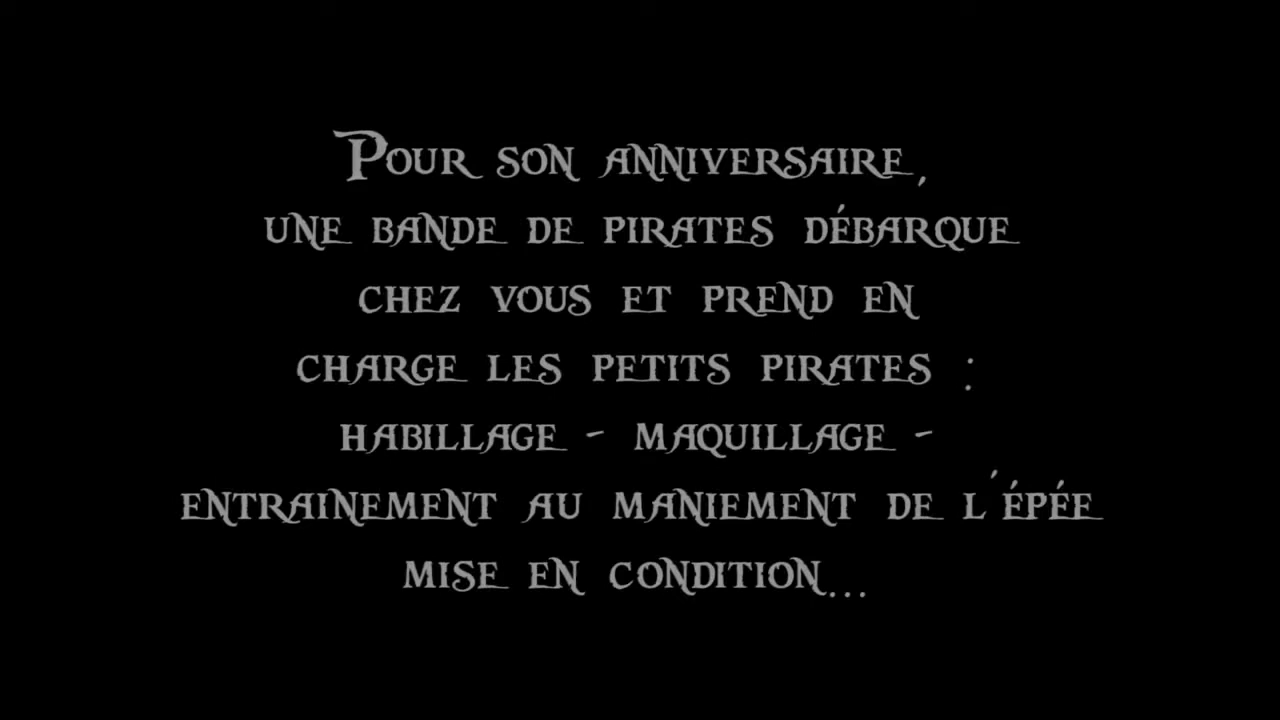 Pour son anniversaire,
une bande de pirates débarque
chez vous et prend en
charge les petits pirates :
habillage - maquillage -
entrainement au maniement de l'épée
mise en condition...